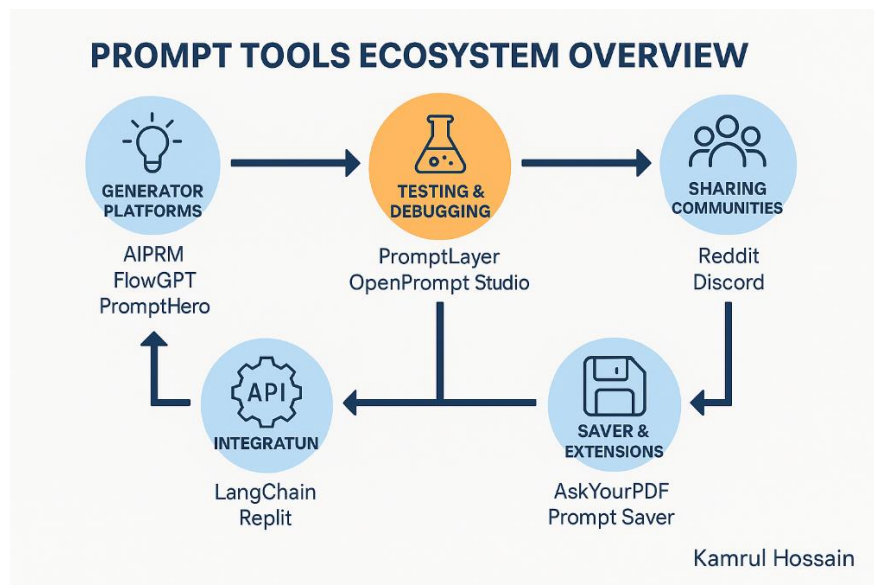 PROMPT TOOLS ECOSYSTEM OVERVIEW
GENERATOR
PLATFORMS
AIPRM
FlowGPT
PromptHero
TESTING &
DEBUGGING
PromptLayer
OpenPrompt Studio
SHARING
COMMUNITIES
Reddit
Discord
API
INTEGRATUN
LangChain
Replit
SAVER &
EXTENSIONS
AskYourPDF
Prompt Saver
Kamrul Hossain